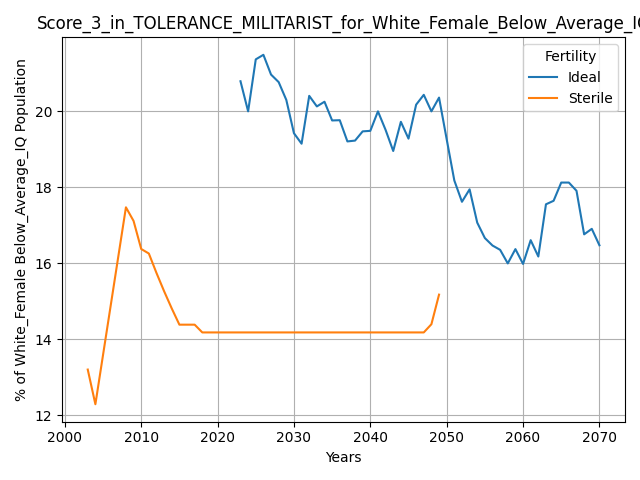 Score_3_in_TOLERANCE_MILITARIST_for_White_Female_Below_Average_IQ
Fertility
Ideal
Sterile
% of White_Female Below_Average_IQ Population
20
18
16
14
12
2000 2010 2020 2030 2040 2050 2060 2070
Years